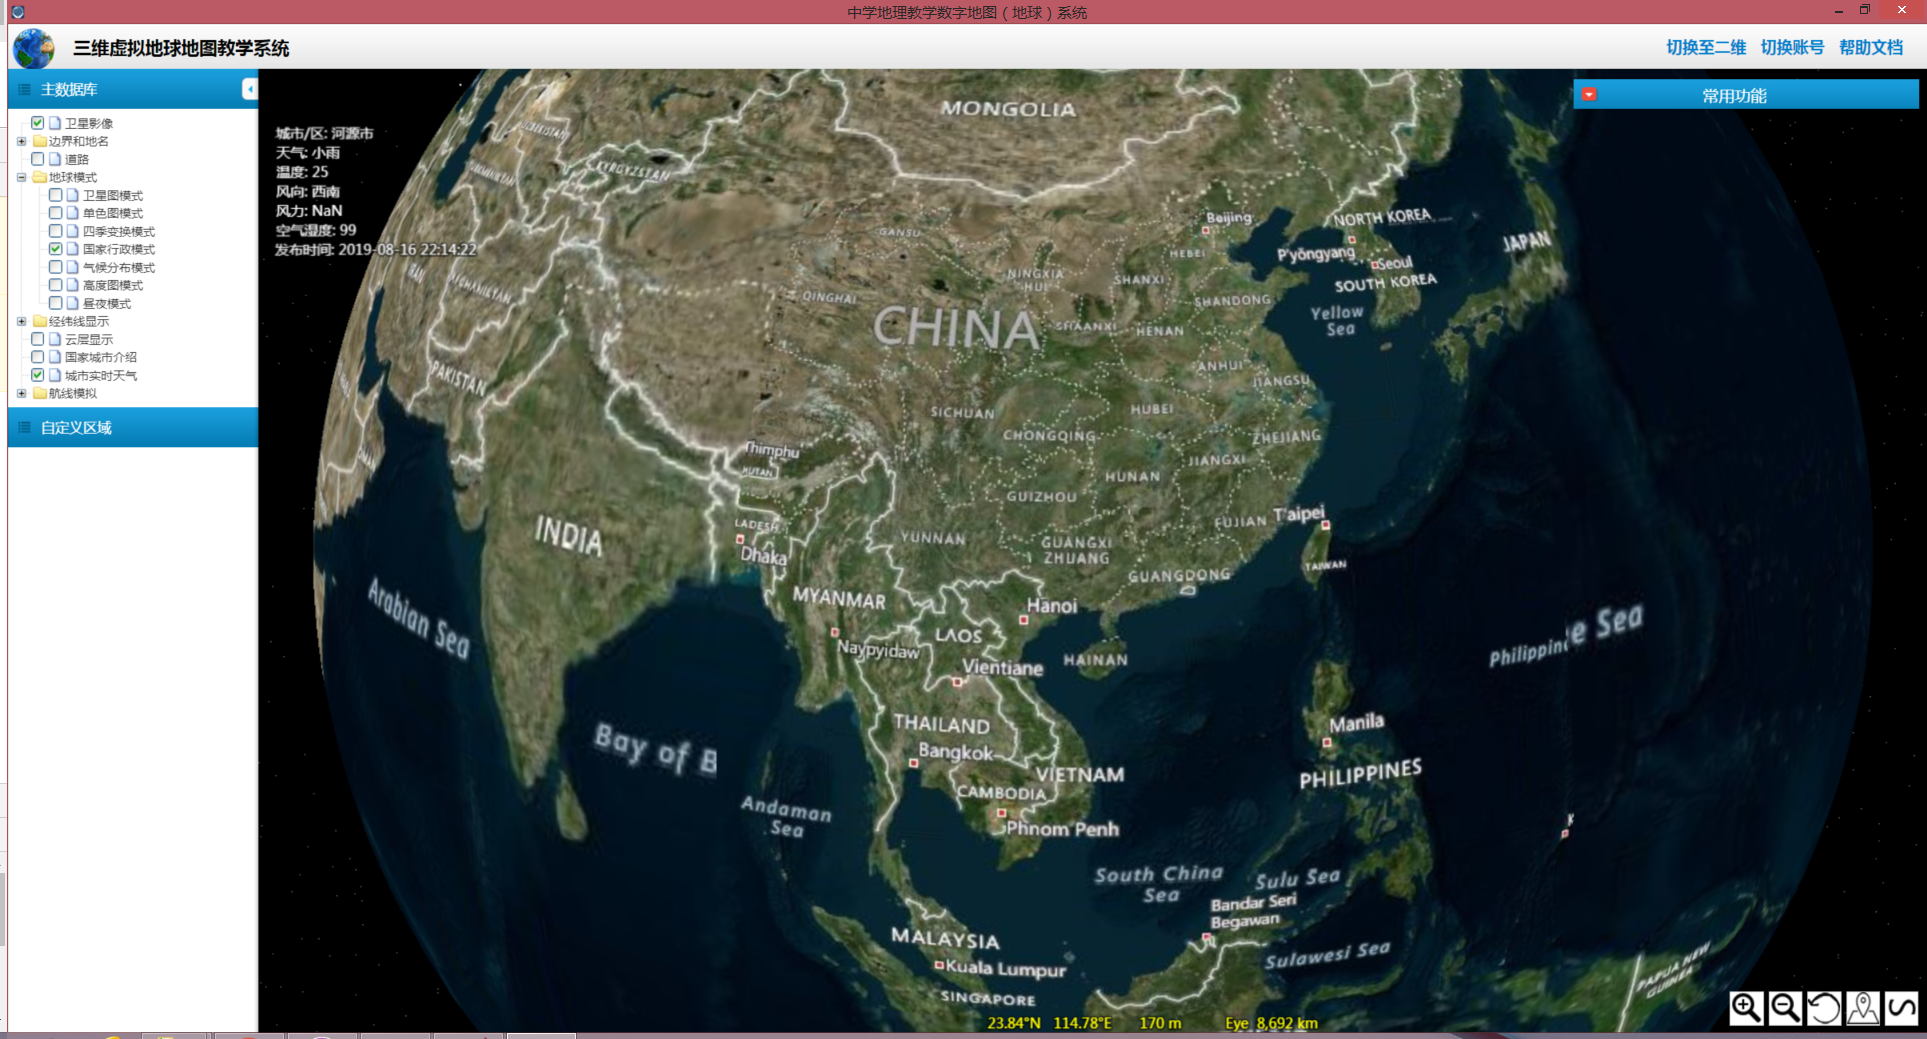 中学地理教学数字地图（地球）系统
三维虚拟地球地图教学系统
切换至二维 切换账号 帮助文档
主数据库
卫星影像
边界和地名
道路
地球模式
卫星图模式
单色图模式
四季变换模式
国家行政模式
气候分布模式
高度图模式
昼夜模式
经纬线显示
云层显示
国家城市介绍
城市实时天气
航线模拟
自定义区域
常用功能
城市/区: 河源市
天气: 小雨
温度: 25
风向: 西南
风力: NaN
空气湿度: 99
发布时间: 2019-08-16 22:14:22
MONGOLIA
UZBEKISTAN
KYRGYZSTAN
Beijing
NORTH KOREA
GANSU
HEBEI
P'yŏngyang
JAPAN
Seoul
SOUTH KOREA
NINGXIA
HUI
SHANXI
AFGHANISTAN
QINGHAI
SHANDONG
CHINA
SHAANXI
HENAN
Yellow
Sea
PAKISTAN
ANHUI
JIANGSU
SICHUAN
HUBEI
CHONGQING
ZHEJIANG
Thimphu
OMAN
HUTAN
JIANGXI
HUNAN
GUIZHOU
INDIA
LADESH
Dhaka
YUNNAN
FUJIAN
T'aipei
GUANGXI
ZHUANG
TAIWAN
GUANGDONG
Arabian Sea
MYANMAR
Hanoi
Philippine Sea
LAOS
Naypyidaw
Vientiane
HAINAN
THAILAND
Bangkok
Manila
Bay of B
VIETNAM
PHILIPPINES
CAMBODIA
Andaman
Sea
Phnom Penh
K
South China
Sea
Sulu Sea
Bandar Seri
Begawan
MALAYSIA
Sulawesi Sea
Kuala Lumpur
PAPUA NEW
GUINEA
SINGAPORE
23.84°N 114.78°E 170 m Eye 8,692 km